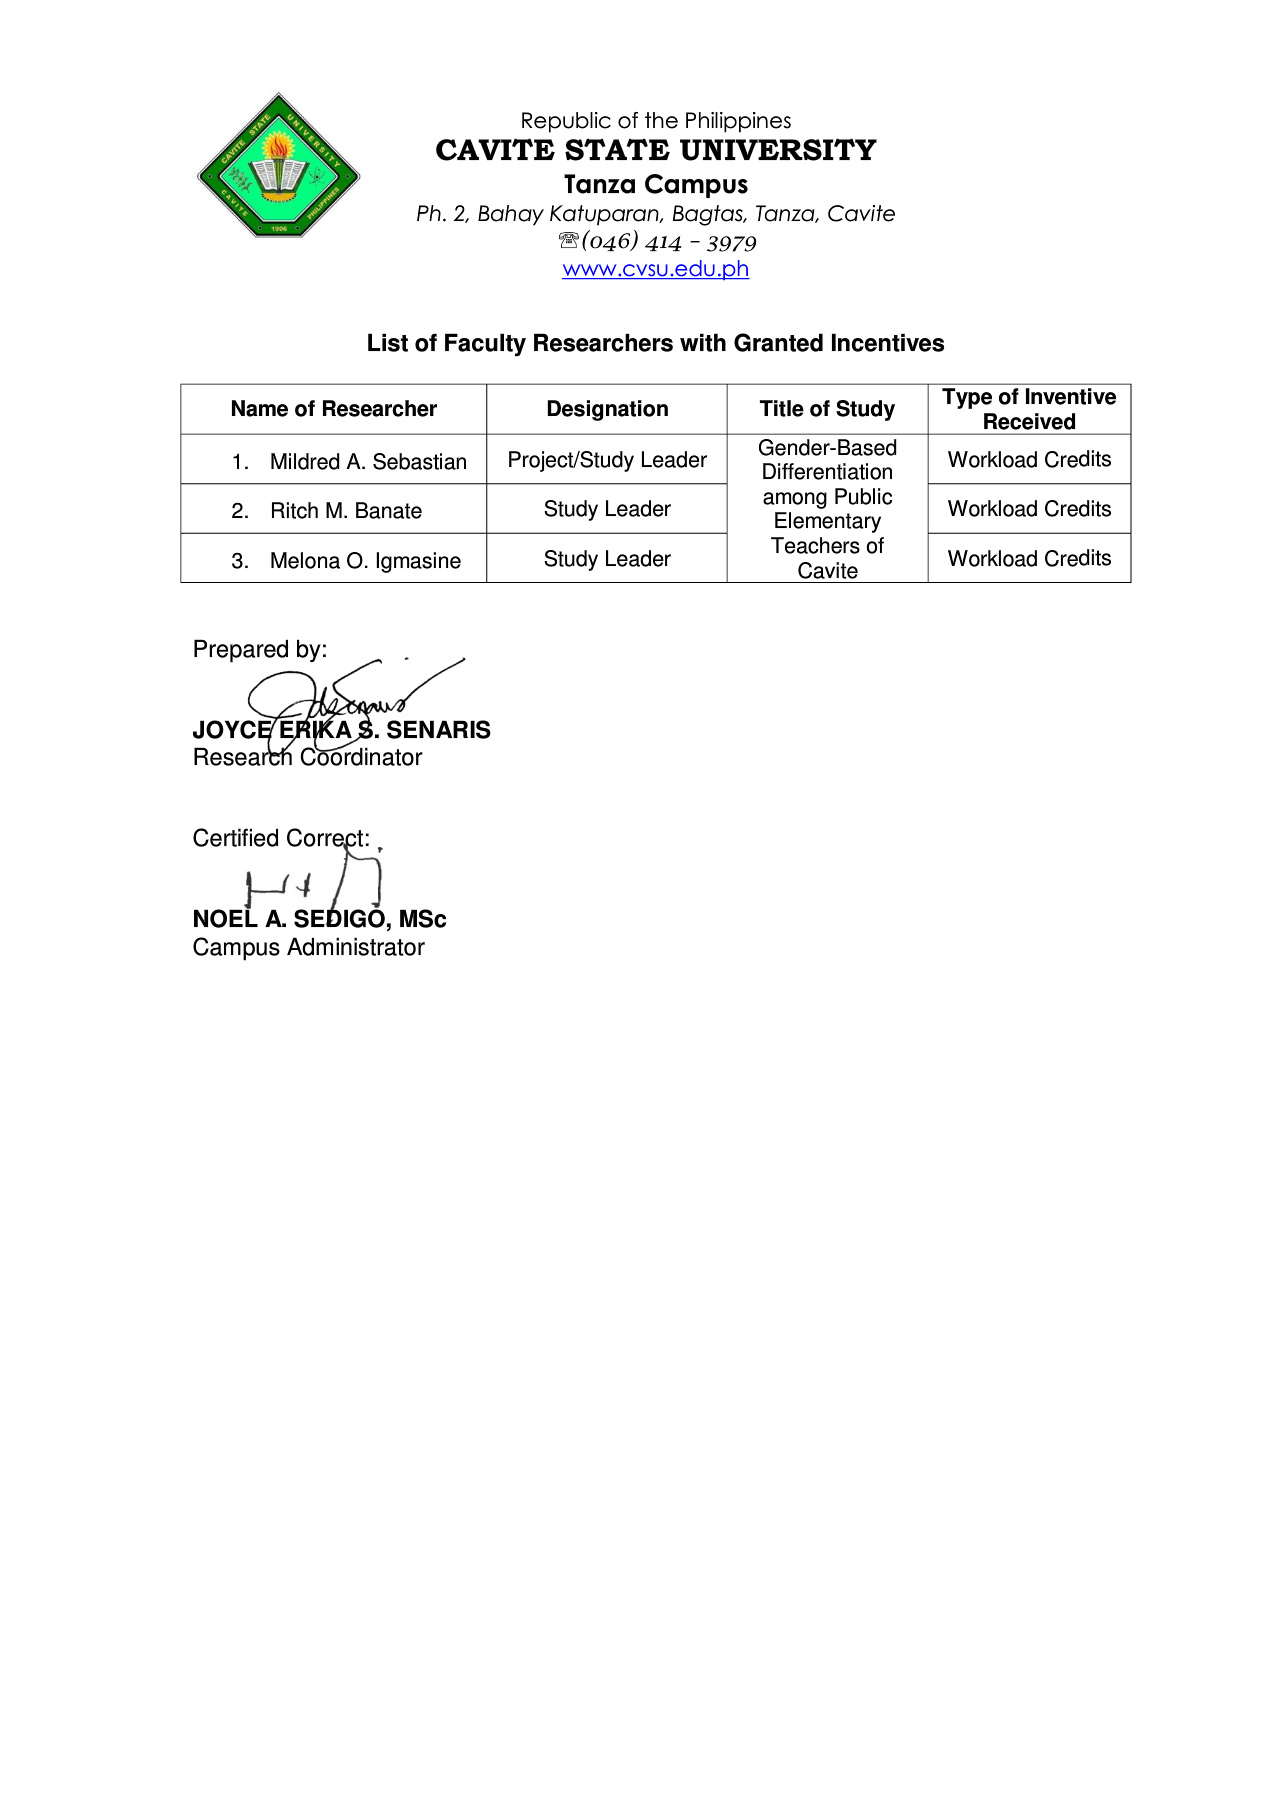 CAVITE STATE UNIVERSITY
CAVITE PHILIPPINES
1906
Republic of the Philippines
CAVITE STATE UNIVERSITY
Tanza Campus
Ph. 2, Bahay Katuparan, Bagtas, Tanza, Cavite
☏(046) 414 – 3979
www.cvsu.edu.ph
List of Faculty Researchers with Granted Incentives
Name of Researcher Designation Title of Study Type of Inventive Received
1. Mildred A. Sebastian Project/Study Leader Gender-Based Differentiation among Public Elementary Teachers of Cavite Workload Credits
2. Ritch M. Banate Study Leader Workload Credits
3. Melona O. Igmasine Study Leader Workload Credits
Prepared by:
JOYCE ERIKA S. SENARIS
Research Coordinator
Certified Correct:
NOEL A. SEDIGO, MSc
Campus Administrator